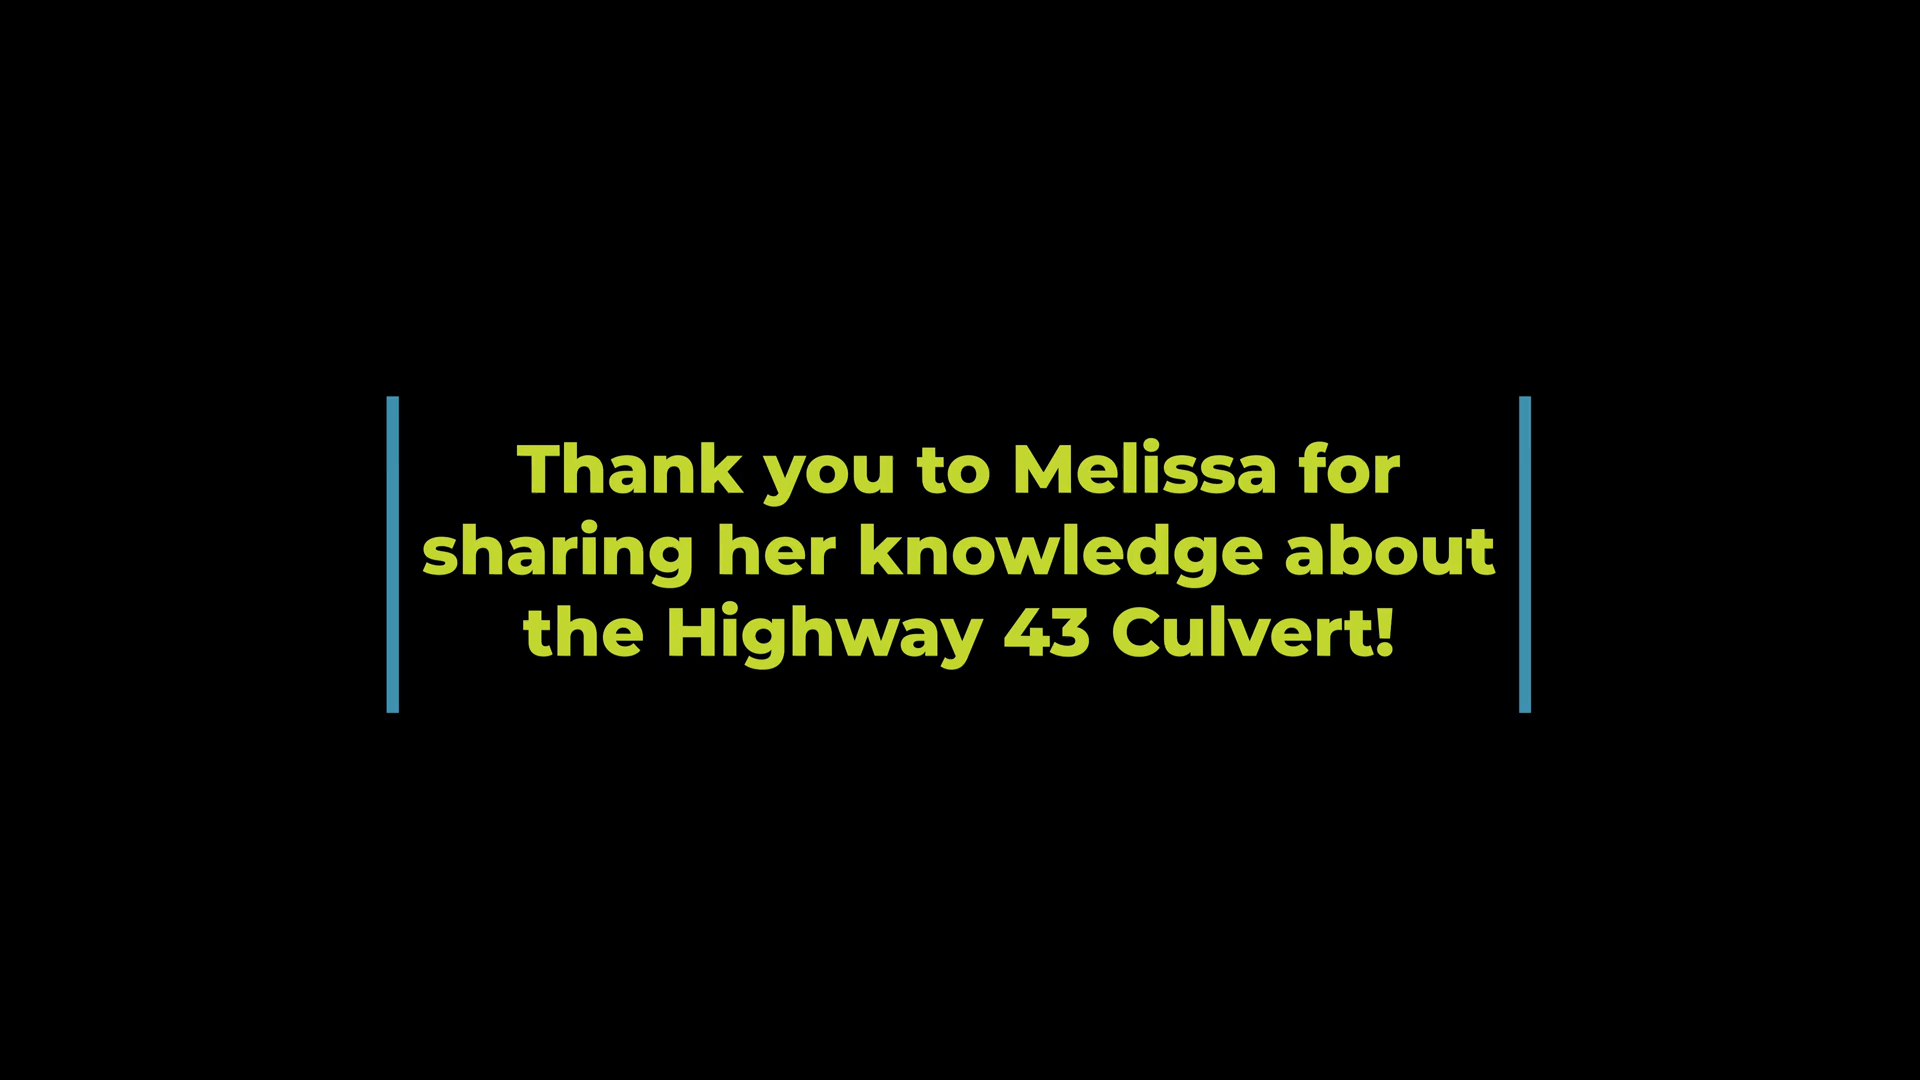 Thank you to Melissa for
sharing her knowledge about
the Highway 43 Culvert!